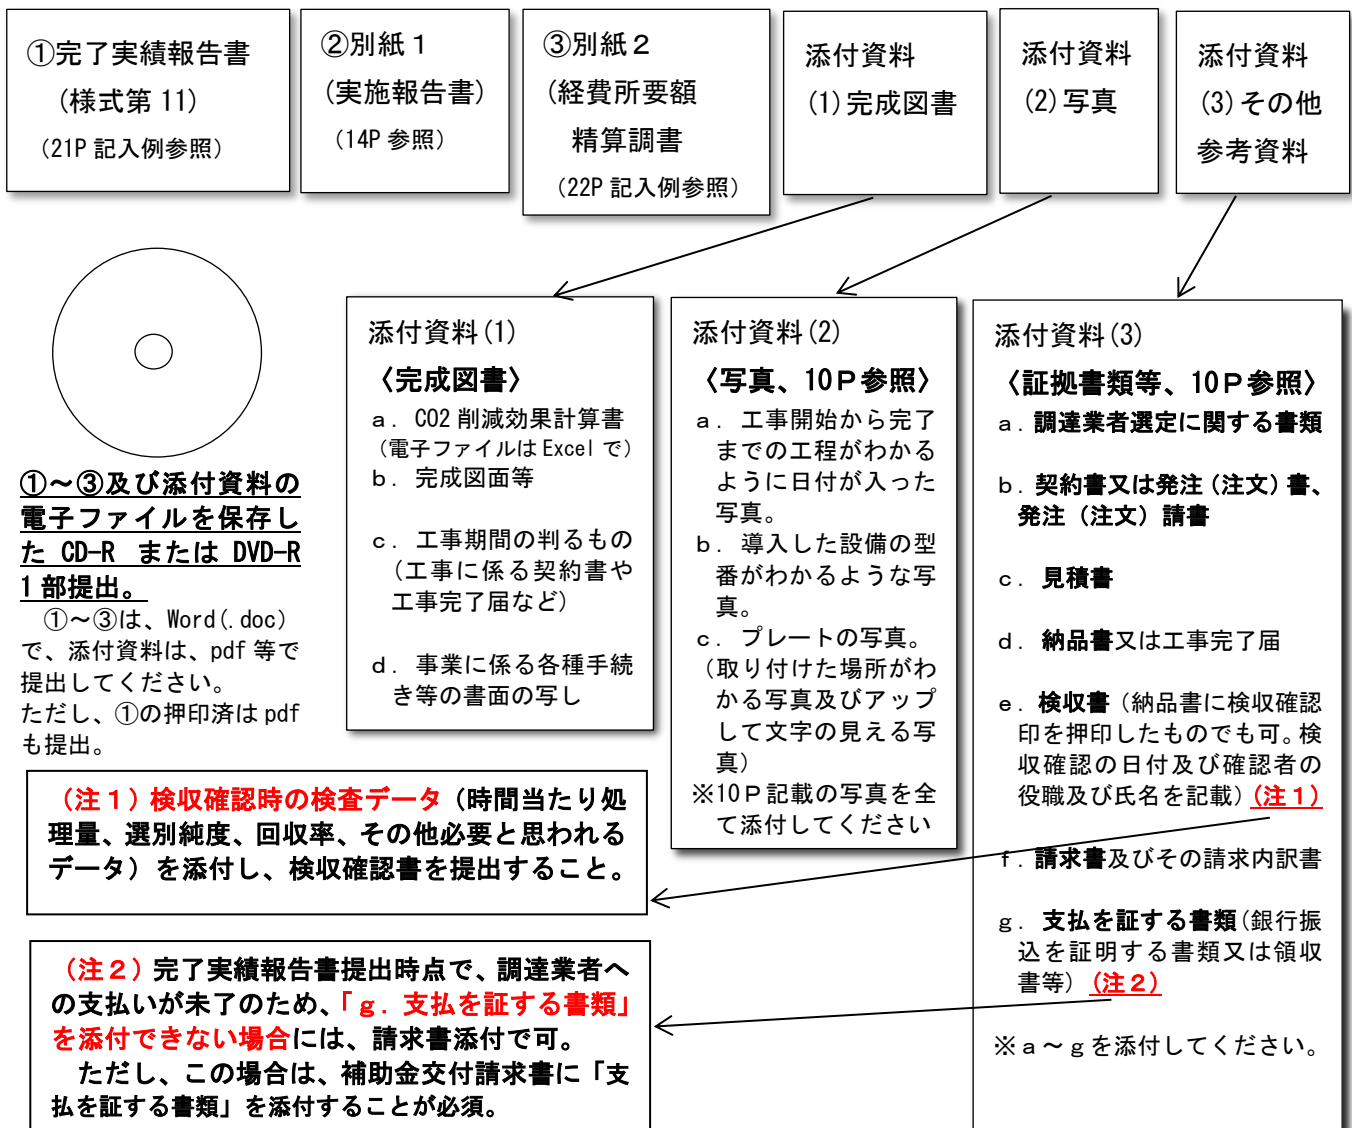 ①完了実績報告書
(様式第 11)
(21P 記入例参照)
②別紙１
(実施報告書)
(14P 参照)
③別紙２
(経費所要額
精算調書
(22P 記入例参照)
添付資料
(1)完成図書
添付資料
(2)写真
添付資料
(3)その他
参考資料
①～③及び添付資料の
電子ファイルを保存し
た CD-R または DVD-R
1 部提出。
①～③は、Word(.doc)
で、添付資料は、pdf 等で
提出してください。
ただし、①の押印済は pdf
も提出。
添付資料(1)
〈完成図書〉
ａ．CO2 削減効果計算書
(電子ファイルは Excel で)
ｂ．完成図面等
ｃ．工事期間の判るもの
(工事に係る契約書や
工事完了届など)
ｄ．事業に係る各種手続
き等の書面の写し
添付資料(2)
〈写真、10Ｐ参照〉
ａ．工事開始から完了
までの工程がわかる
ように日付が入った
写真。
ｂ．導入した設備の型
番がわかるような写
真。
ｃ．プレートの写真。
(取り付けた場所がわ
かる写真及びアップ
して文字の見える写
真)
※10Ｐ記載の写真を全
て添付してください
添付資料(3)
〈証拠書類等、10Ｐ参照〉
ａ．調達業者選定に関する書類
ｂ．契約書又は発注（注文）書、
発注（注文）請書
ｃ．見積書
ｄ．納品書又は工事完了届
ｅ．検収書（納品書に検収確認
印を押印したものでも可。検
収確認の日付及び確認者の
役職及び氏名を記載）(注１)
ｆ．請求書及びその請求内訳書
ｇ．支払を証する書類(銀行振
込を証明する書類又は領収
書等) (注２)
※ａ～ｇを添付してください。
（注１）検収確認時の検査データ（時間当たり処
理量、選別純度、回収率、その他必要と思われる
データ）を添付し、検収確認書を提出すること。
（注２）完了実績報告書提出時点で、調達業者へ
の支払いが未了のため、「ｇ．支払を証する書類」
を添付できない場合には、請求書添付で可。
ただし、この場合は、補助金交付請求書に「支
払を証する書類」を添付することが必須。